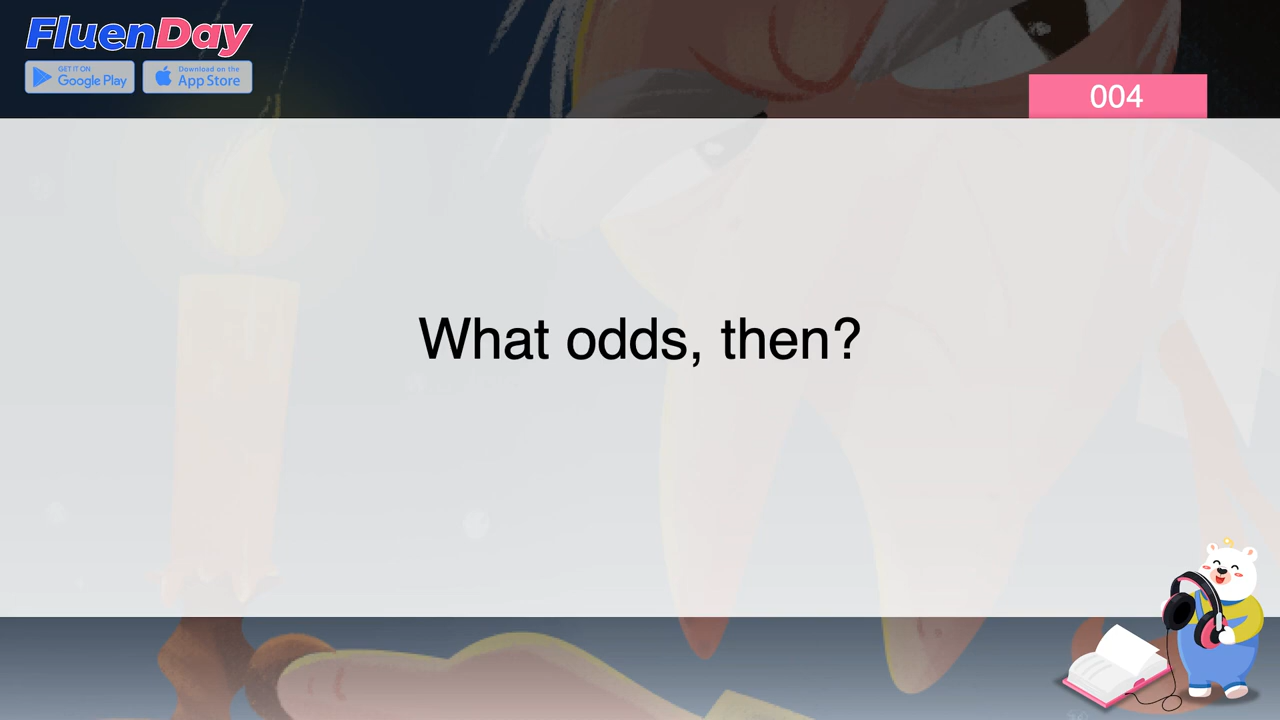 FluenDay
GET IT ON
Google Play
Download on the
App Store
004
What odds, then?